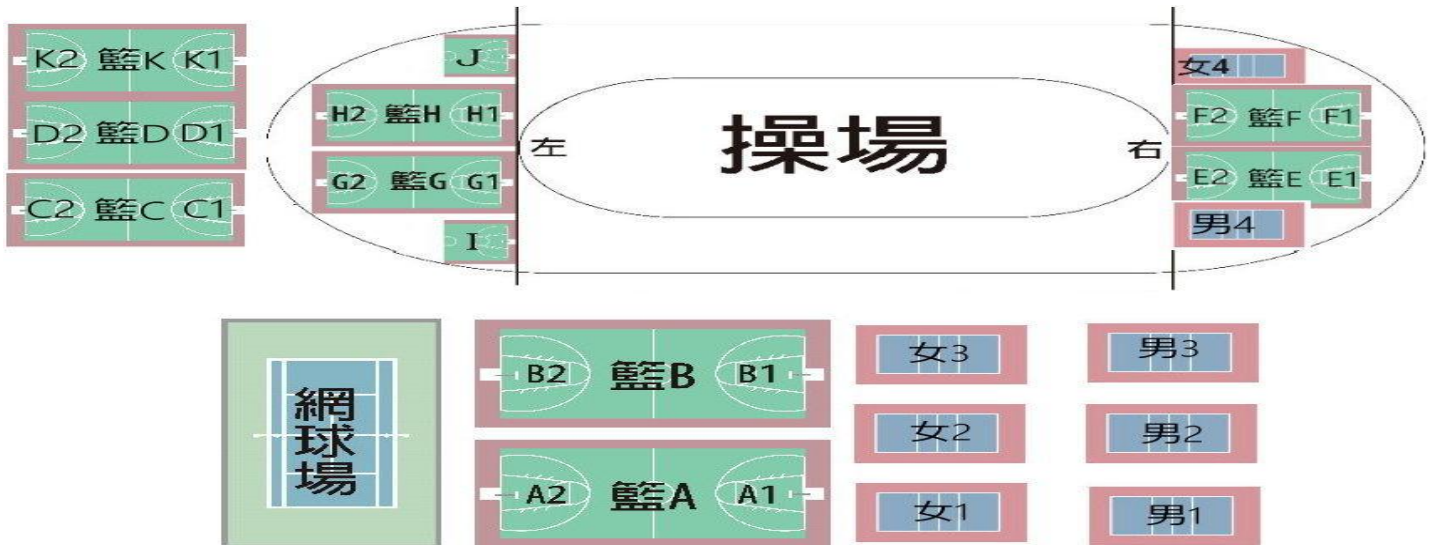 K2 籃K K1
D2 籃D D1
C2 籃C C1
J
H2 籃H H1
G2 籃G G1
I
左
操場
右
女4
F2 籃F F1
E2 籃E E1
男4
網球場
B2 籃B B1
A2 籃A A1
女3
男3
女2
男2
女1
男1